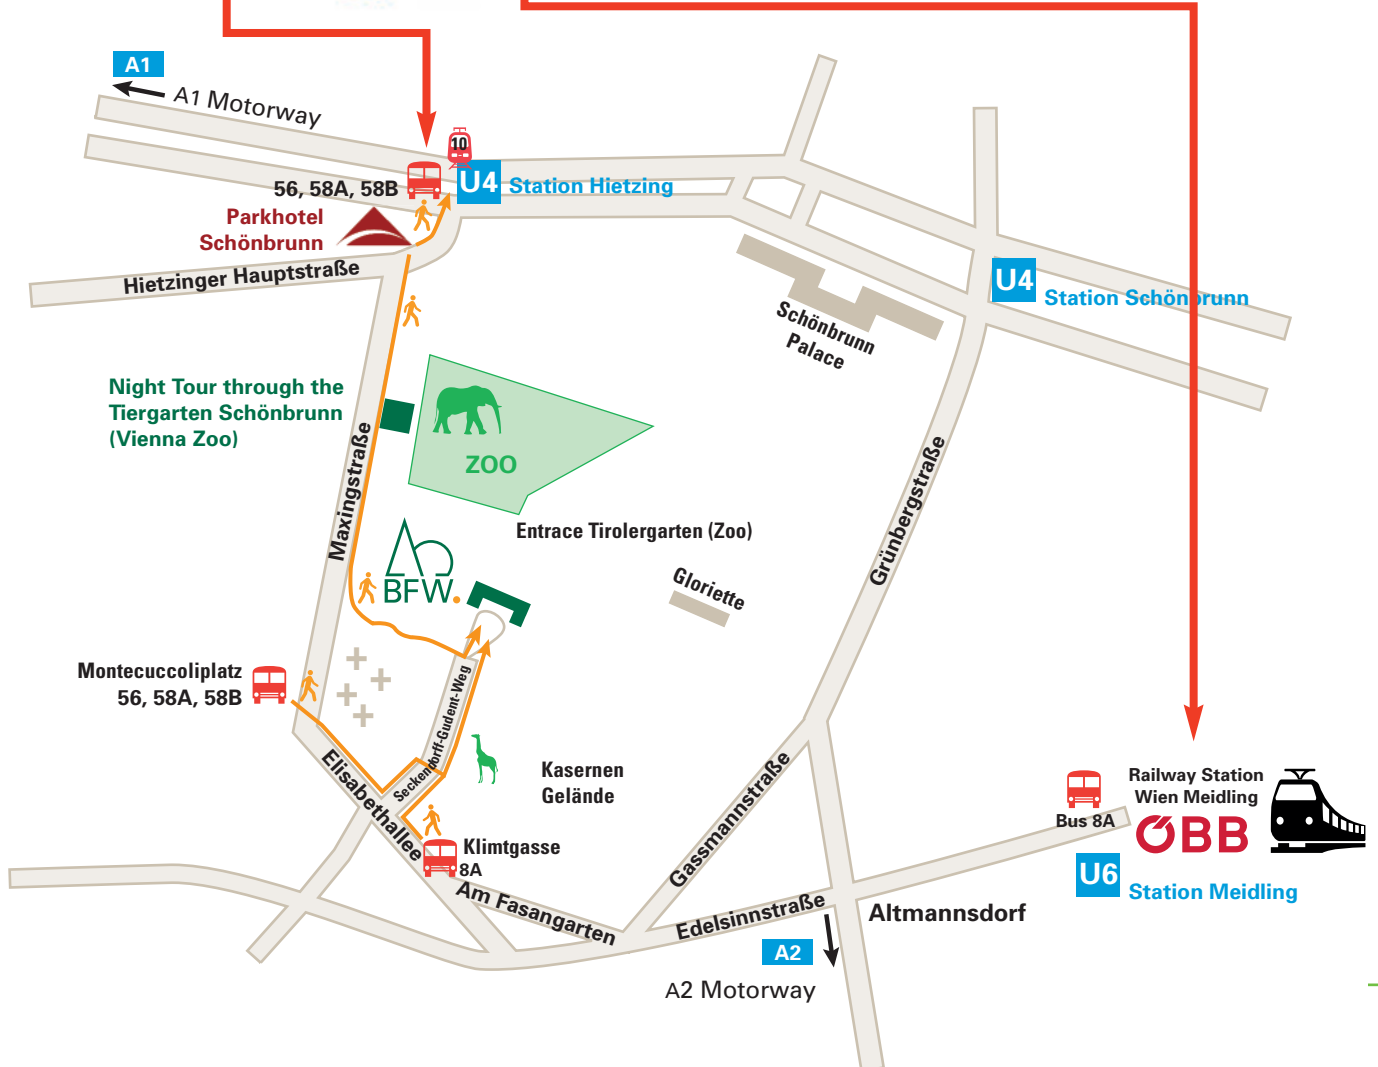 A1
A1 Motorway
10
56, 58A, 58B
U4
Station Hietzing
Parkhotel
Schönbrunn
Hietzinger Hauptstraße
U4
Station Schönbrunn
Schönbrunn
Palace
Night Tour through the
Tiergarten Schönbrunn
(Vienna Zoo)
ZOO
Maxingstraße
Grünbergstraße
Entrace Tirolergarten (Zoo)
BFW.
Gloriette
Montecuccoliplatz
56, 58A, 58B
Seckendorff-Gudent-Weg
Elisabethallee
Kasernen
Gelände
Gassmannstraße
Railway Station
Wien Meidling
Bus 8A
ÖBB
Klimtgasse
8A
U6
Station Meidling
Am Fasangarten
Edelsinnstraße
Altmannsdorf
A2
A2 Motorway